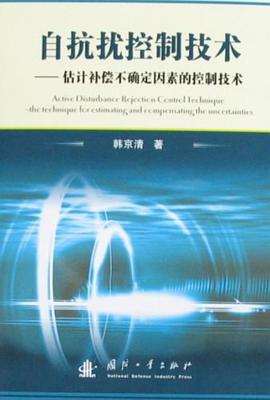 自抗扰控制技术
——估计补偿不确定因素的控制技术
Active Disturbance Rejection Control Technique
-the technique for estimating and compensating the uncertainties
韩京清 著
国防工业出版社
National Defense Industry Press